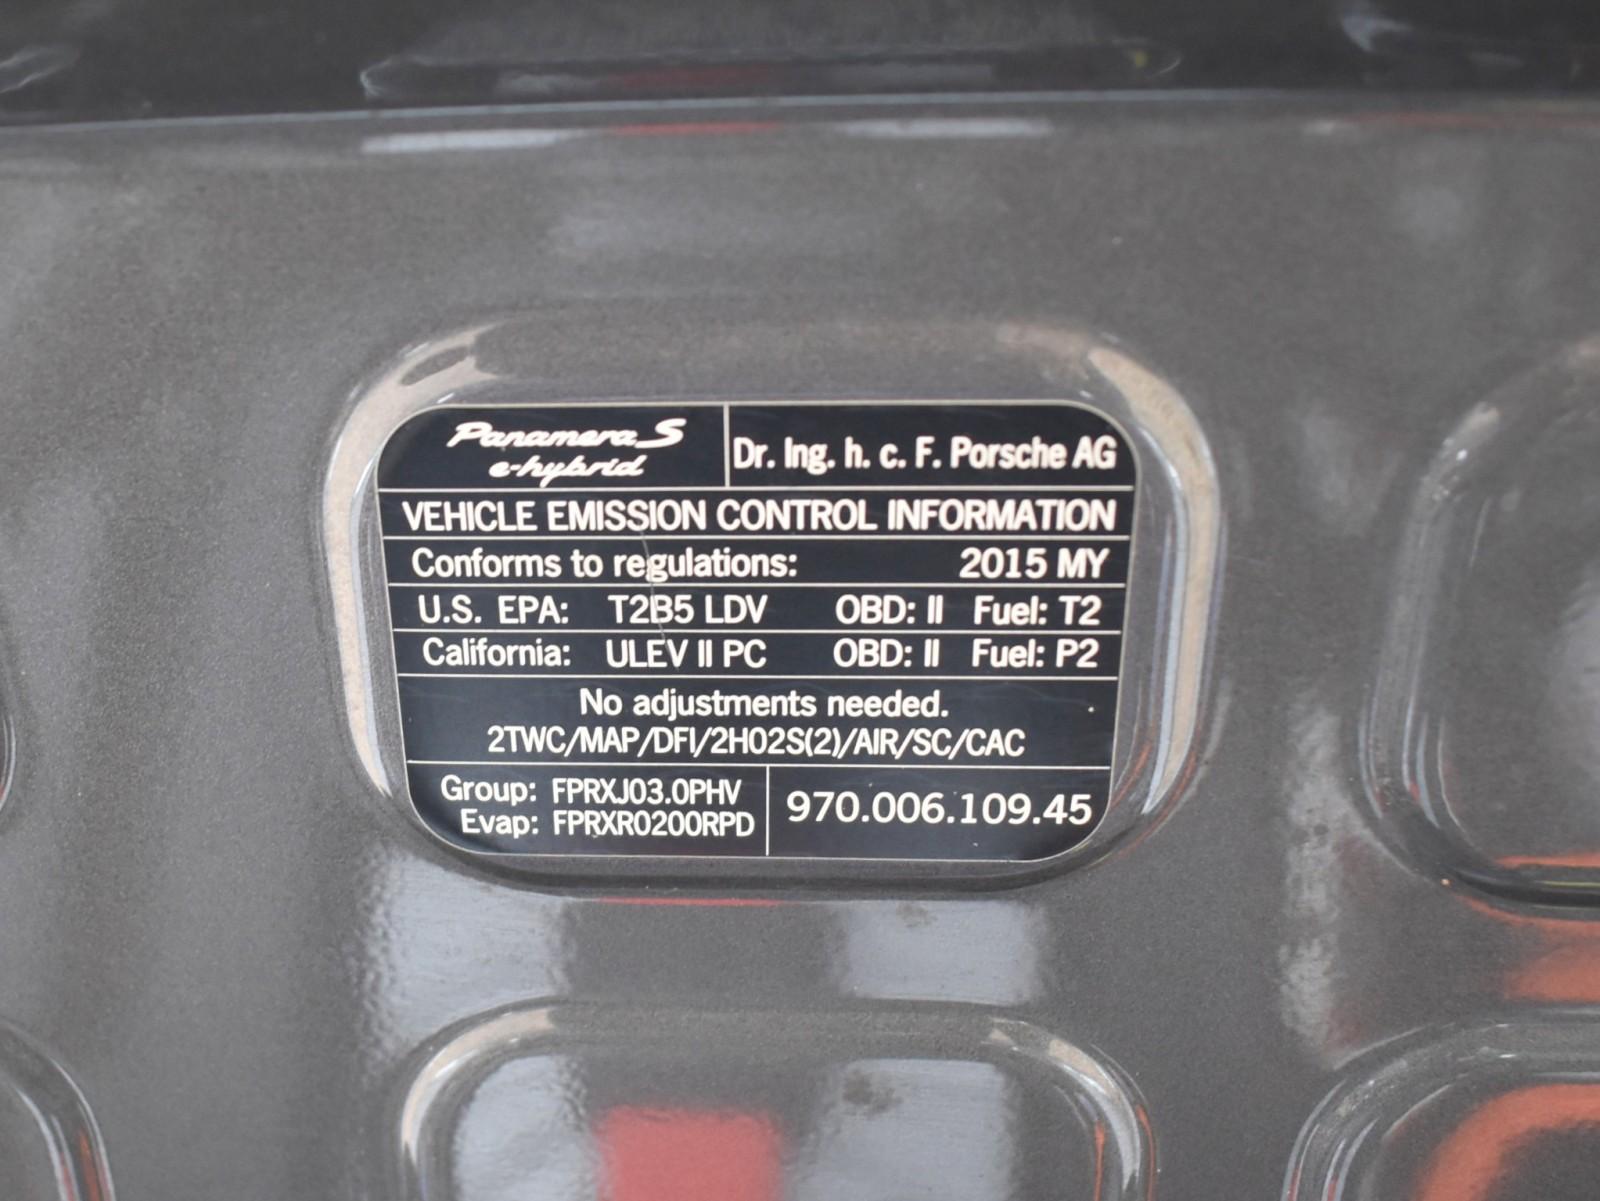 Panamera S
e-hybrid
Dr. Ing. h. c. F. Porsche AG
VEHICLE EMISSION CONTROL INFORMATION
Conforms to regulations: 2015 MY
U.S. EPA: T2B5 LDV OBD: II Fuel: T2
California: ULEV II PC OBD: II Fuel: P2
No adjustments needed.
2TWC/MAP/DFI/2HO2S(2)/AIR/SC/CAC
Group: FPRXJ03.0PHV
Evap: FPRXR0200RPD
970.006.109.45